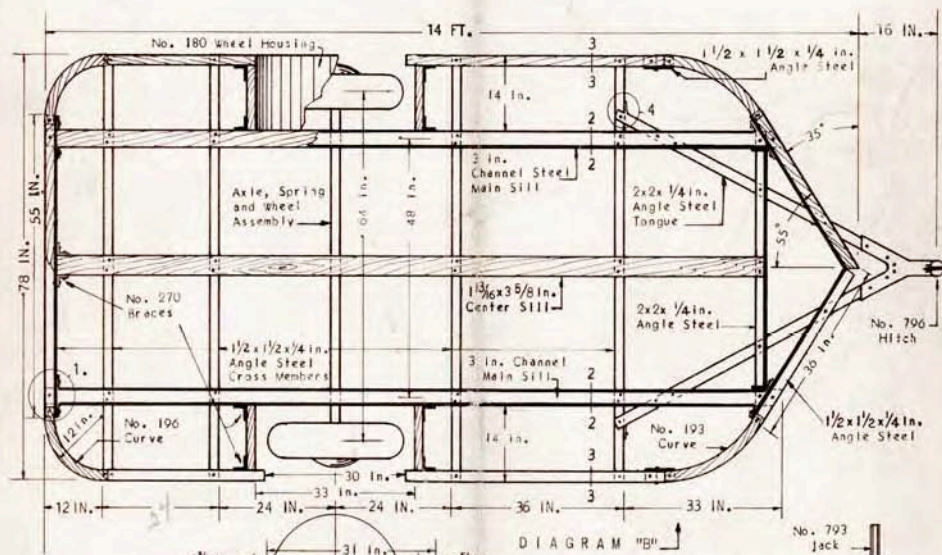 14 FT.
16 IN.
No. 180 Wheel Housing
1 1/2 x 1 1/2 x 1/4 in.
Angle Steel
3
3
14 in.
4
35°
2
2
3 in.
Channel Steel
Main Sill
Axle, Spring
and Wheel
Assembly
48 in.
2x2x 1/4 in.
Angle Steel
Tongue
55 IN.
78 IN.
55°
No. 270
Braces
1 13/16 x 3 5/8 in.
Center Sill
2x2x 1/4 in.
Angle Steel
No. 796
Hitch
1 1/2 x 1 1/2 x 1/4 in.
Angle Steel
Cross Members
3 in. Channel
Main Sill
2
36 in.
1.
12 in.
No. 196
Curve
2
14 in.
No. 193
Curve
1 1/2 x 1 1/2 x 1/4 in.
Angle Steel
3
30 in.
33 in.
3
12 IN.
24
24 IN.
24 IN.
36 IN.
33 IN.
31 in.
DIAGRAM "B"
No. 793
Jack